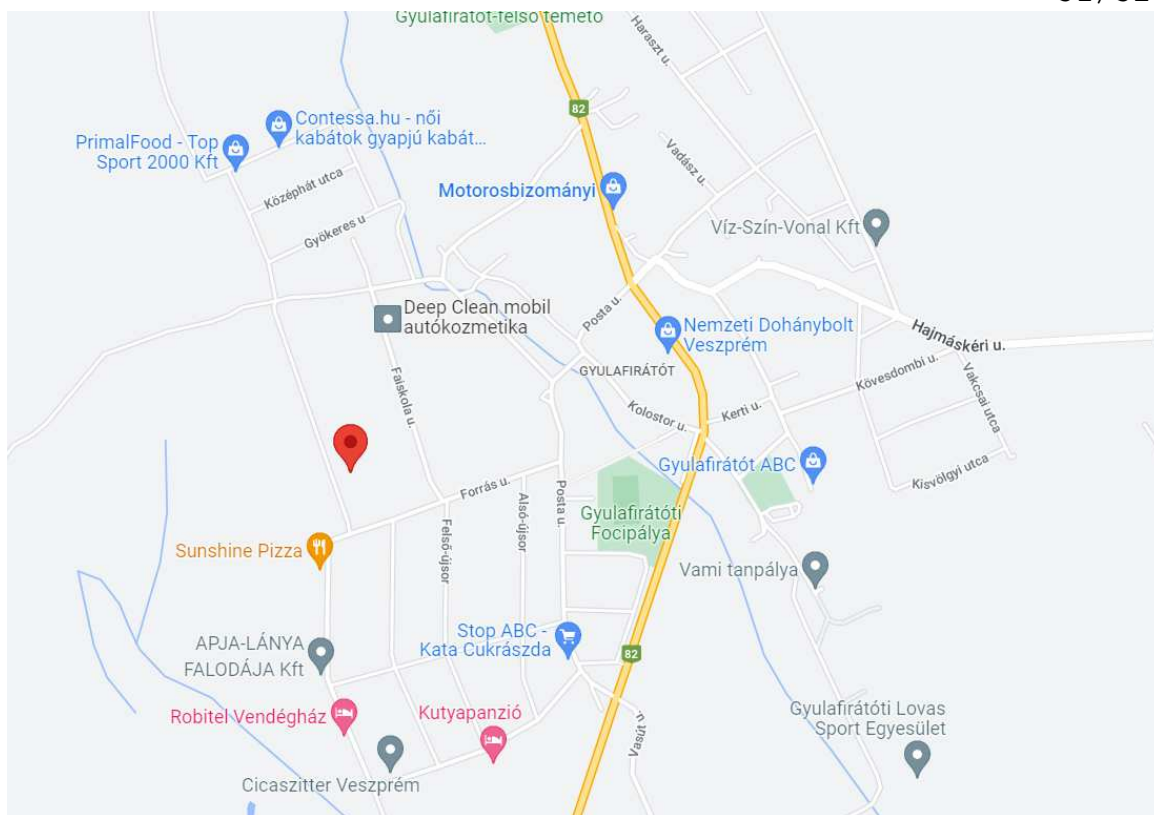 Gyulafirátót-felső temető
Haraszt u.
82
Contessa.hu - női
kabátok gyapjú kabát...
PrimalFood - Top
Sport 2000 Kft
Vadász u.
Középhát utca
Motorosbizományi
Víz-Szín-Vonal Kft
Gyökeres u
Deep Clean mobil
autókozmetika
Posta u.
Nemzeti Dohánybolt
Veszprém
Hajmáskéri u.
GYULAFIRÁTÓT
Kövesdombi u.
Faiskola u.
Vakcsai utca
Kolostor u.
Kerti u.
Gyulafirátót ABC
Kisvölgyi utca
Forrás u.
Posta u.
Alsó-újsor
Felső-újsor
Gyulafirátóti
Focipálya
Sunshine Pizza
Vami tanpálya
Stop ABC -
Kata Cukrászda
APJA-LÁNYA
FALODÁJA Kft
82
Robitel Vendégház
Kutyapanzió
Vasút u.
Gyulafirátóti Lovas
Sport Egyesület
Cicaszitter Veszprém